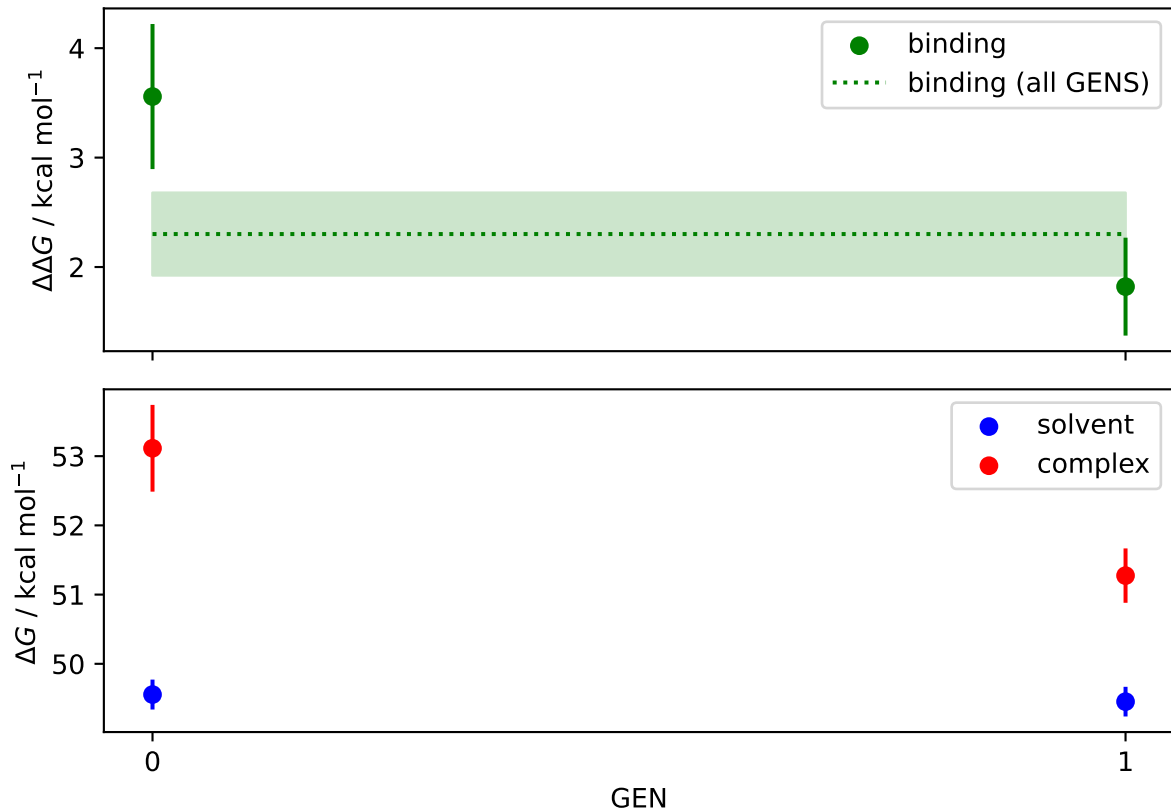 4
3
2
ΔΔG / kcal mol⁻¹
binding
binding (all GENS)
53
52
51
50
ΔG / kcal mol⁻¹
solvent
complex
0
1
GEN